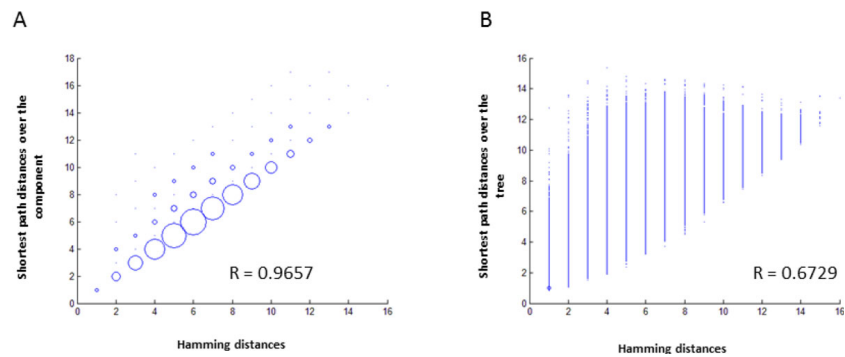 A
B
18
16
14
12
10
8
6
4
2
0
Shortest path distances over the
component
R = 0.9657
0 2 4 6 8 10 12 14 16
Hamming distances
16
14
12
10
8
6
4
2
0
Shortest path distances over the
tree
R = 0.6729
0 2 4 6 8 10 12 14 16
Hamming distances